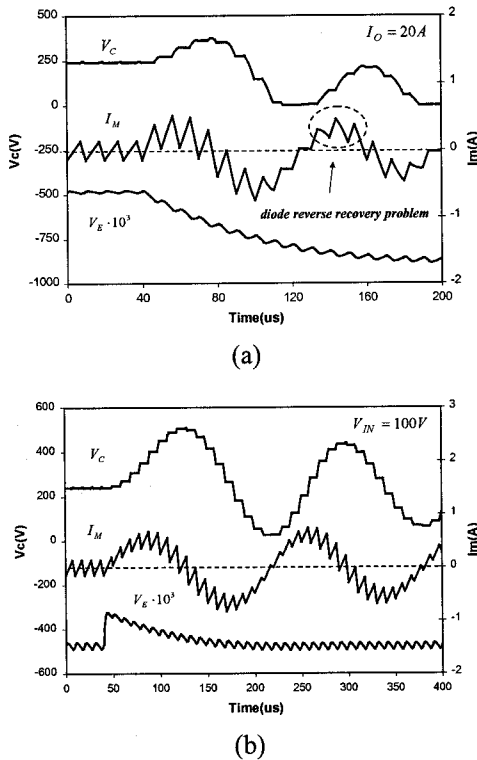 500
250
0
-250
-500
-750
-1000
Vc(V)
V_C
I_O = 20A
I_M
diode reverse recovery problem
V_E · 10³
2
1
0
-1
-2
Im(A)
0 40 80 120 160 200
Time(us)
(a)
600
400
200
0
-200
-400
-600
Vc(V)
V_C
V_IN = 100V
I_M
V_E · 10³
3
2
1
0
-1
-2
Im(A)
0 50 100 150 200 250 300 350 400
Time(us)
(b)